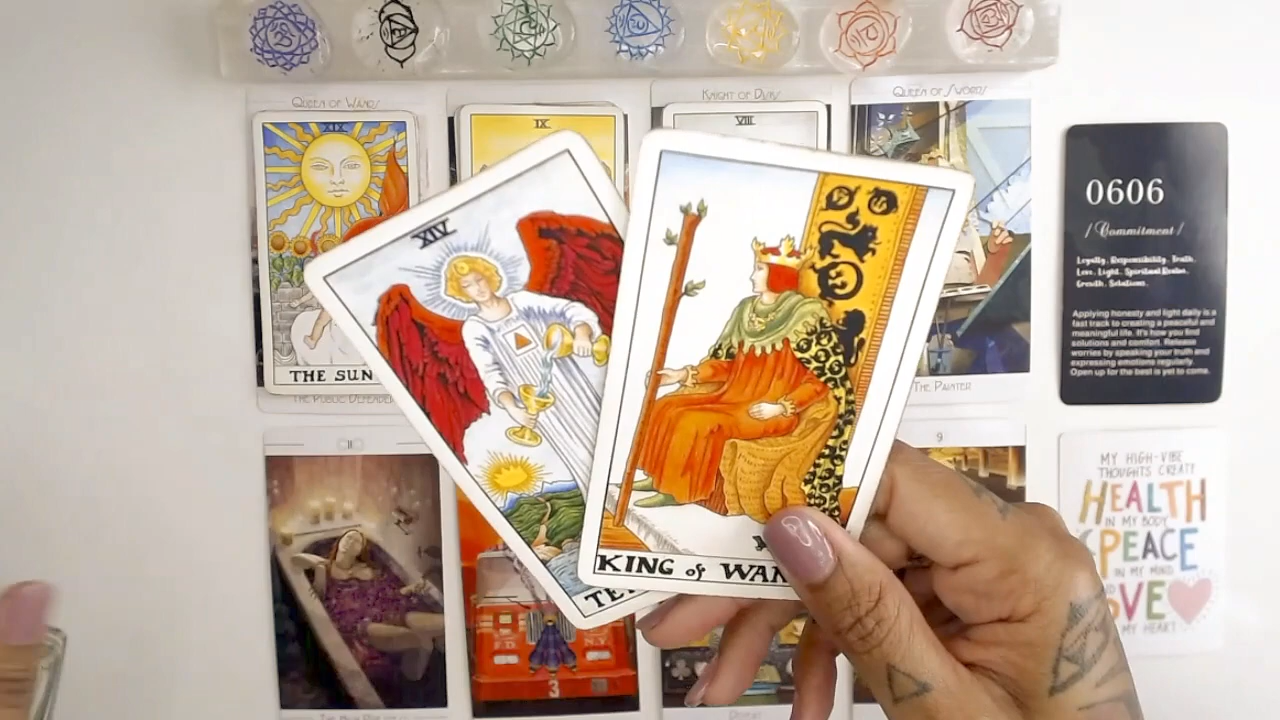 QUEEN OF WANDS
KNIGHT OF DISKS
QUEEN OF SWORDS
XIX
IX
VIII
XIV
THE SUN
THE PUBLIC DEFENDER
THE PAINTER
KING of WAN
TE
0606
/ Commitment /
Loyalty. Responsibility. Truth.
Love. Light. Spiritual Realm.
Growth. Solutions.
Applying honesty and light daily is a
fast track to creating a peaceful and
meaningful life. It's how you find
solutions and comfort. Release
worries by speaking your truth and
expressing emotions regularly.
Open up for the best is yet to come.
II
9
MY HIGH-VIBE
THOUGHTS CREATE
HEALTH
IN MY BODY
PEACE
IN MY MIND
VE
MY HEART
F.D. N.Y.
3